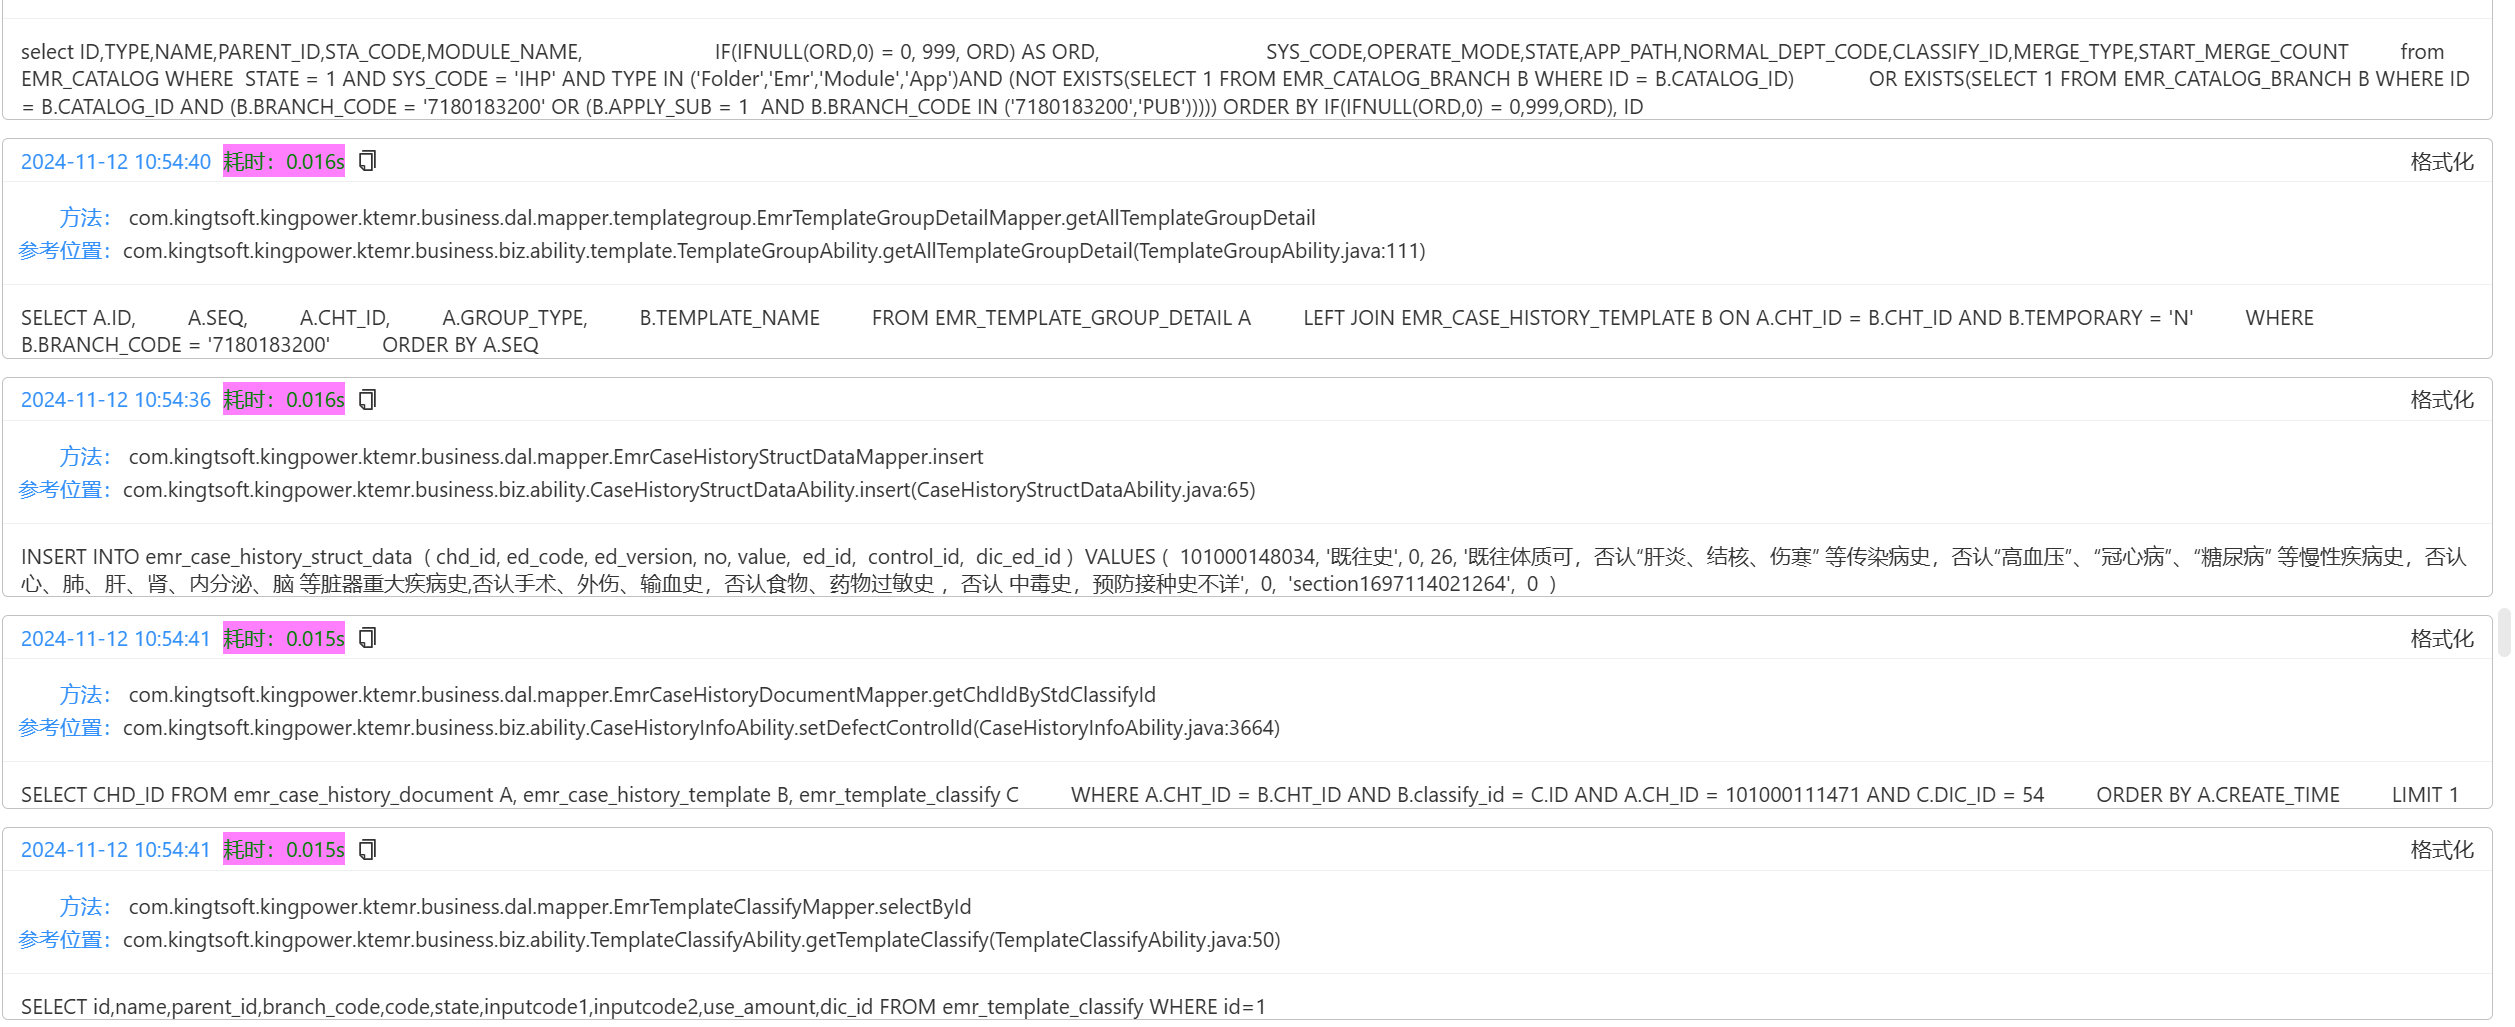 select ID,TYPE,NAME,PARENT_ID,STA_CODE,MODULE_NAME, IF(IFNULL(ORD,0) = 0, 999, ORD) AS ORD, SYS_CODE,OPERATE_MODE,STATE,APP_PATH,NORMAL_DEPT_CODE,CLASSIFY_ID,MERGE_TYPE,START_MERGE_COUNT from
EMR_CATALOG WHERE STATE = 1 AND SYS_CODE = 'IHP' AND TYPE IN ('Folder','Emr','Module','App')AND (NOT EXISTS(SELECT 1 FROM EMR_CATALOG_BRANCH B WHERE ID = B.CATALOG_ID) OR EXISTS(SELECT 1 FROM EMR_CATALOG_BRANCH B WHERE ID
= B.CATALOG_ID AND (B.BRANCH_CODE = '7180183200' OR (B.APPLY_SUB = 1 AND B.BRANCH_CODE IN ('7180183200','PUB'))))) ORDER BY IF(IFNULL(ORD,0) = 0,999,ORD), ID
2024-11-12 10:54:40 耗时：0.016s 格式化
方法： com.kingtsoft.kingpower.ktemr.business.dal.mapper.templategroup.EmrTemplateGroupDetailMapper.getAllTemplateGroupDetail
参考位置：com.kingtsoft.kingpower.ktemr.business.biz.ability.template.TemplateGroupAbility.getAllTemplateGroupDetail(TemplateGroupAbility.java:111)
SELECT A.ID, A.SEQ, A.CHT_ID, A.GROUP_TYPE, B.TEMPLATE_NAME FROM EMR_TEMPLATE_GROUP_DETAIL A LEFT JOIN EMR_CASE_HISTORY_TEMPLATE B ON A.CHT_ID = B.CHT_ID AND B.TEMPORARY = 'N' WHERE
B.BRANCH_CODE = '7180183200' ORDER BY A.SEQ
2024-11-12 10:54:36 耗时：0.016s 格式化
方法： com.kingtsoft.kingpower.ktemr.business.dal.mapper.EmrCaseHistoryStructDataMapper.insert
参考位置：com.kingtsoft.kingpower.ktemr.business.biz.ability.CaseHistoryStructDataAbility.insert(CaseHistoryStructDataAbility.java:65)
INSERT INTO emr_case_history_struct_data ( chd_id, ed_code, ed_version, no, value, ed_id, control_id, dic_ed_id ) VALUES ( 101000148034, '既往史', 0, 26, '既往体质可，否认“肝炎、结核、伤寒” 等传染病史，否认“高血压”、“冠心病”、“糖尿病” 等慢性疾病史，否认
心、肺、肝、肾、内分泌、脑 等脏器重大疾病史,否认手术、外伤、输血史，否认食物、药物过敏史 ，否认 中毒史，预防接种史不详', 0, 'section1697114021264', 0 )
2024-11-12 10:54:41 耗时：0.015s 格式化
方法： com.kingtsoft.kingpower.ktemr.business.dal.mapper.EmrCaseHistoryDocumentMapper.getChdIdByStdClassifyId
参考位置：com.kingtsoft.kingpower.ktemr.business.biz.ability.CaseHistoryInfoAbility.setDefectControlId(CaseHistoryInfoAbility.java:3664)
SELECT CHD_ID FROM emr_case_history_document A, emr_case_history_template B, emr_template_classify C WHERE A.CHT_ID = B.CHT_ID AND B.classify_id = C.ID AND A.CH_ID = 101000111471 AND C.DIC_ID = 54 ORDER BY A.CREATE_TIME LIMIT 1
2024-11-12 10:54:41 耗时：0.015s 格式化
方法： com.kingtsoft.kingpower.ktemr.business.dal.mapper.EmrTemplateClassifyMapper.selectById
参考位置：com.kingtsoft.kingpower.ktemr.business.biz.ability.TemplateClassifyAbility.getTemplateClassify(TemplateClassifyAbility.java:50)
SELECT id,name,parent_id,branch_code,code,state,inputcode1,inputcode2,use_amount,dic_id FROM emr_template_classify WHERE id=1